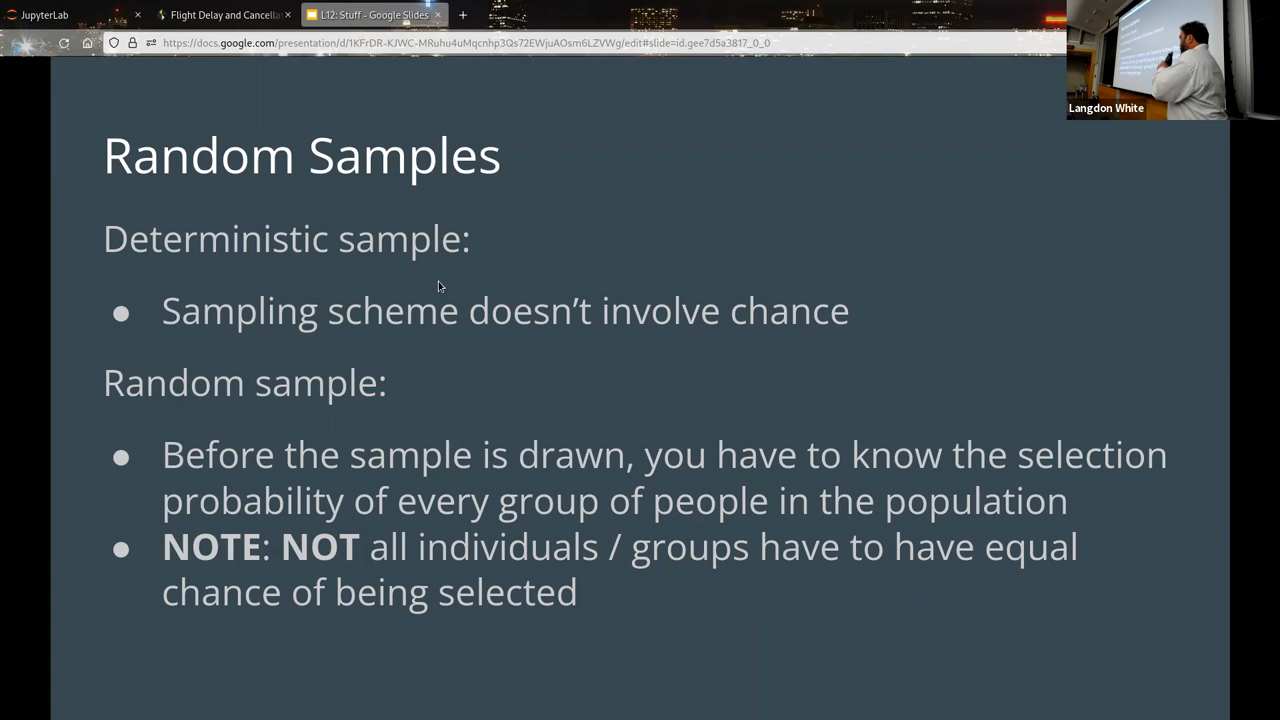 JupyterLab
Flight Delay and Cancella
L12: Stuff - Google Slides
https://docs.google.com/presentation/d/1KFrDR-KJWC-MRuhu4uMqcnhp3Qs72EWjuAOsm6LZVWg/edit#slide=id.gee7d5a3817_0_0
Langdon White
Random Samples
Deterministic sample:
● Sampling scheme doesn’t involve chance
Random sample:
● Before the sample is drawn, you have to know the selection
probability of every group of people in the population
● NOTE: NOT all individuals / groups have to have equal
chance of being selected